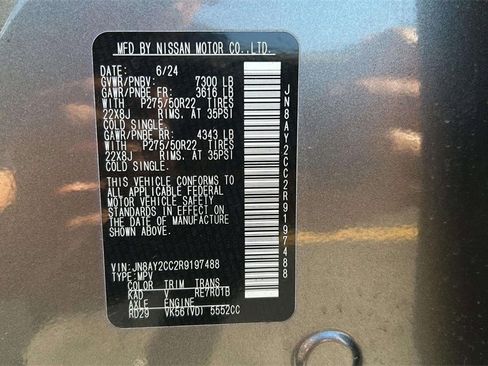 MFD BY NISSAN MOTOR CO.,LTD.
DATE: 6/24
GVWR/PNBV: 7300 LB
GAWR/PNBE FR: 3616 LB
WITH P275/50R22 TIRES
22X8J RIMS, AT 35PSI
COLD SINGLE.
GAWR/PNBE RR: 4343 LB
WITH P275/50R22 TIRES
22X8J RIMS, AT 35PSI
COLD SINGLE.
THIS VEHICLE CONFORMS TO
ALL APPLICABLE FEDERAL
MOTOR VEHICLE SAFETY
STANDARDS IN EFFECT ON
THE DATE OF MANUFACTURE
SHOWN ABOVE.
VIN: JN8AY2CC2R9197488
TYPE: MPV
COLOR TRIM TRANS
KAD V RE7R01B
AXLE ENGINE
RD29 VK56(VD) 5552CC
JN8AY2CC2R9197488